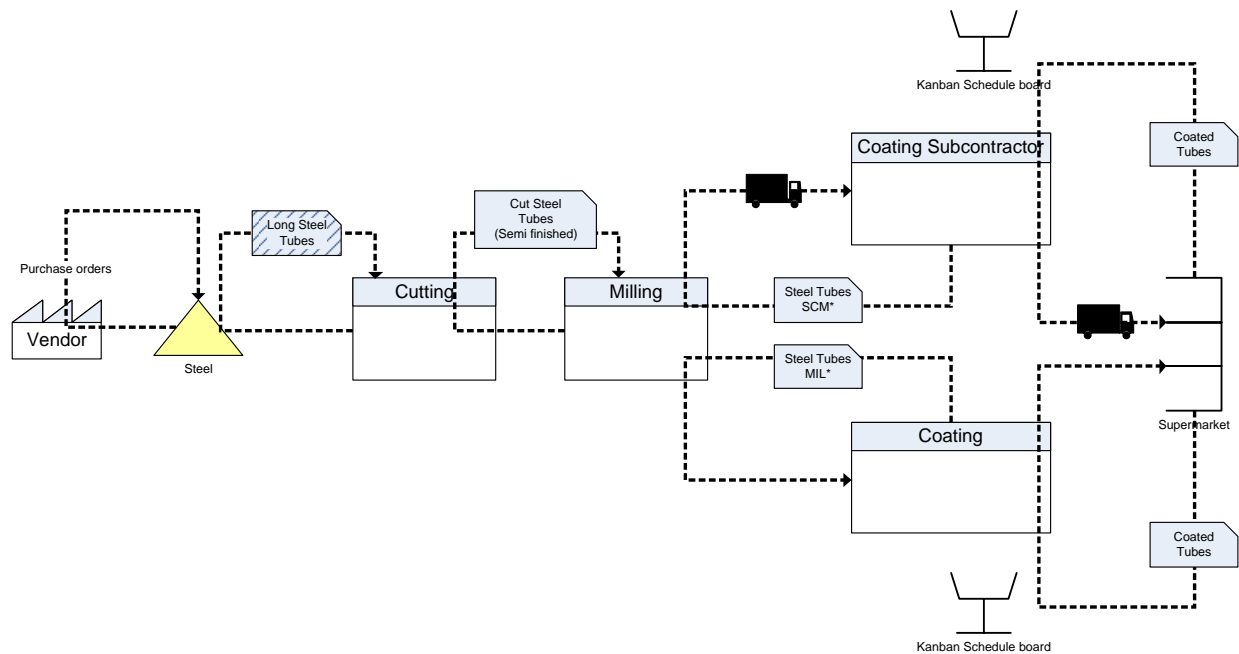 Kanban Schedule board
Coating Subcontractor
Coated
Tubes
Cut Steel
Tubes
(Semi finished)
Long Steel
Tubes
Purchase orders
Cutting
Milling
Steel Tubes
SCM*
Vendor
Steel
Steel Tubes
MIL*
Supermarket
Coating
Coated
Tubes
Kanban Schedule board